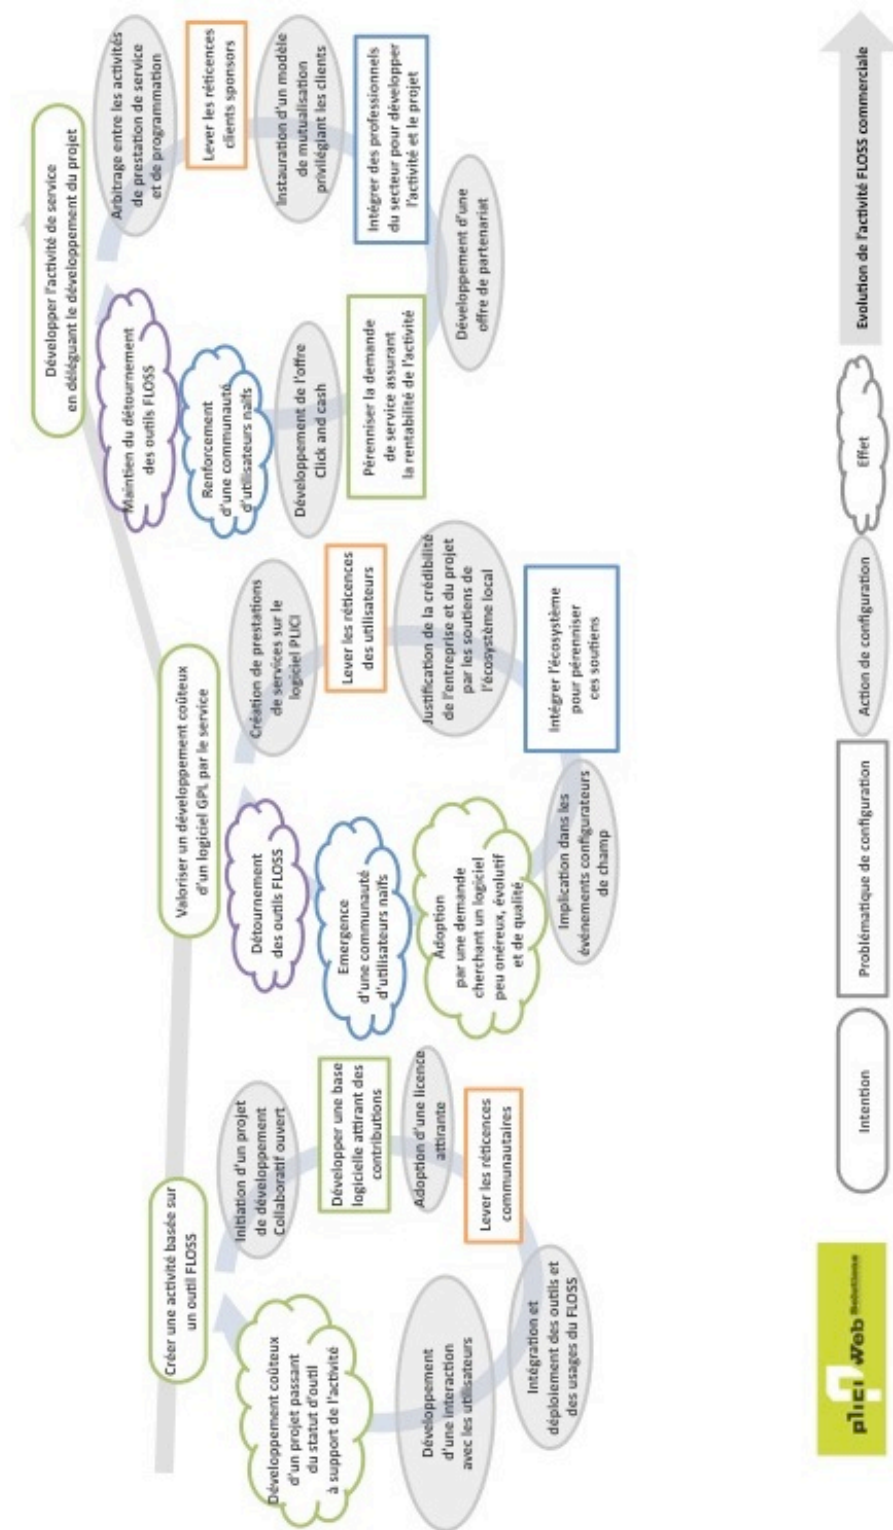 Créer une activité basée sur
un outil FLOSS
Initiation d'un projet
de développement
Collaboratif ouvert
Développer une base
logicielle attirant des
contributions
Adoption d'une licence
attirante
Lever les réticences
communautaires
Intégration et
déploiement des outils et
des usages du FLOSS
Développement
d'une interaction
avec les utilisateurs
Développement coûteux
d'un projet passant
du statut d'outil
à support de l'activité
Valoriser un développement coûteux
d'un logiciel GPL par le service
Création de prestations
de services sur le
logiciel PLICI
Lever les réticences
des utilisateurs
Justification de la crédibilité
de l'entreprise et du projet
par les soutiens de
l'écosystème local
Intégrer l'écosystème
pour pérenniser
ces soutiens
Implication dans les
événements configurateurs
de champ
Adoption
par une demande
cherchant un logiciel
peu onéreux, évolutif
et de qualité
Emergence
d'une communauté
d'utilisateurs naïfs
Détournement
des outils FLOSS
Développer l'activité de service
en déléguant le développement du projet
Arbitrage entre les activités
de prestation de service
et de programmation
Lever les réticences
clients sponsors
Instauration d'un modèle
de mutualisation
privilégiant les clients
Intégrer des professionnels
du secteur pour développer
l'activité et le projet
Développement d'une
offre de partenariat
Pérenniser la demande
de service assurant
la rentabilité de l'activité
Développement de l'offre
Click and cash
Renforcement
d'une communauté
d'utilisateurs naïfs
Maintien du détournement
des outils FLOSS
plici Web Solutions
Intention
Problématique de configuration
Action de configuration
Effet
Evolution de l'activité FLOSS commerciale